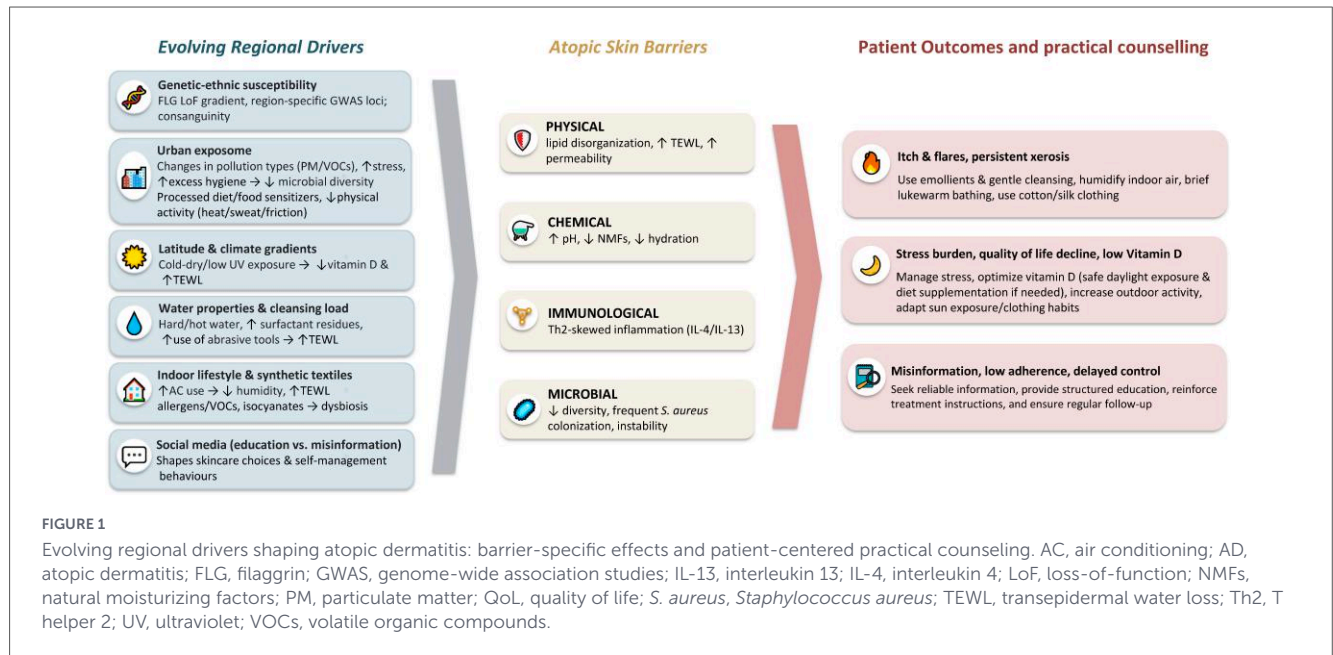 Evolving Regional Drivers
Genetic-ethnic susceptibility
FLG LoF gradient, region-specific GWAS loci;
consanguinity
Urban exposome
Changes in pollution types (PM/VOCs), ↑stress,
↑excess hygiene → ↓ microbial diversity
Processed diet/food sensitizers, ↓physical
activity (heat/sweat/friction)
Latitude & climate gradients
Cold-dry/low UV exposure → ↓vitamin D &
↑TEWL
Water properties & cleansing load
Hard/hot water, ↑ surfactant residues,
↑use of abrasive tools → ↑TEWL
Indoor lifestyle & synthetic textiles
↑AC use → ↓ humidity, ↑TEWL
allergens/VOCs, isocyanates → dysbiosis
Social media (education vs. misinformation)
Shapes skincare choices & self-management
behaviours
Atopic Skin Barriers
PHYSICAL
lipid disorganization, ↑ TEWL, ↑
permeability
CHEMICAL
↑ pH, ↓ NMFs, ↓ hydration
IMMUNOLOGICAL
Th2-skewed inflammation (IL-4/IL-13)
MICROBIAL
↓ diversity, frequent S. aureus
colonization, instability
Patient Outcomes and practical counselling
Itch & flares, persistent xerosis
Use emollients & gentle cleansing, humidify indoor air, brief
lukewarm bathing, use cotton/silk clothing
Stress burden, quality of life decline, low Vitamin D
Manage stress, optimize vitamin D (safe daylight exposure &
diet supplementation if needed), increase outdoor activity,
adapt sun exposure/clothing habits
Misinformation, low adherence, delayed control
Seek reliable information, provide structured education, reinforce
treatment instructions, and ensure regular follow-up
FIGURE 1
Evolving regional drivers shaping atopic dermatitis: barrier-specific effects and patient-centered practical counseling. AC, air conditioning; AD,
atopic dermatitis; FLG, filaggrin; GWAS, genome-wide association studies; IL-13, interleukin 13; IL-4, interleukin 4; LoF, loss-of-function; NMFs,
natural moisturizing factors; PM, particulate matter; QoL, quality of life; S. aureus, Staphylococcus aureus; TEWL, transepidermal water loss; Th2, T
helper 2; UV, ultraviolet; VOCs, volatile organic compounds.